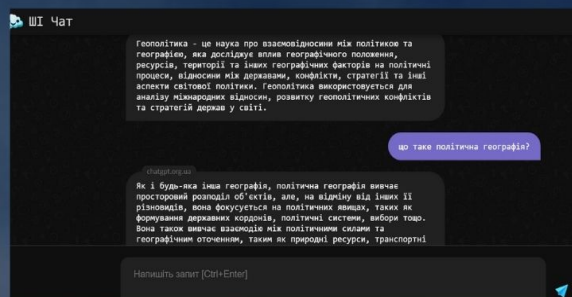 ШІ Чат
Геополітика - це наука про взаємовідносини між політикою та
географією, яка досліджує вплив географічного положення,
ресурсів, території та інших географічних факторів на політичні
процеси, відносини між державами, конфлікти, стратегії та інші
аспекти світової політики. Геополітика використовується для
аналізу міжнародних відносин, розвитку геополітичних конфліктів
та стратегій держав у світі.
що таке політична географія?
chatgpt.org.ua
Як і будь-яка інша географія, політична географія вивчає
просторовий розподіл об'єктів, але, на відміну від інших її
різновидів, вона фокусується на політичних явищах, таких як
формування державних кордонів, політичні системи, вибори тощо.
Вона також вивчає взаємодію між політичними силами та
географічним оточенням, таким як природні ресурси, транспортні
Напишіть запит [Ctrl+Enter]